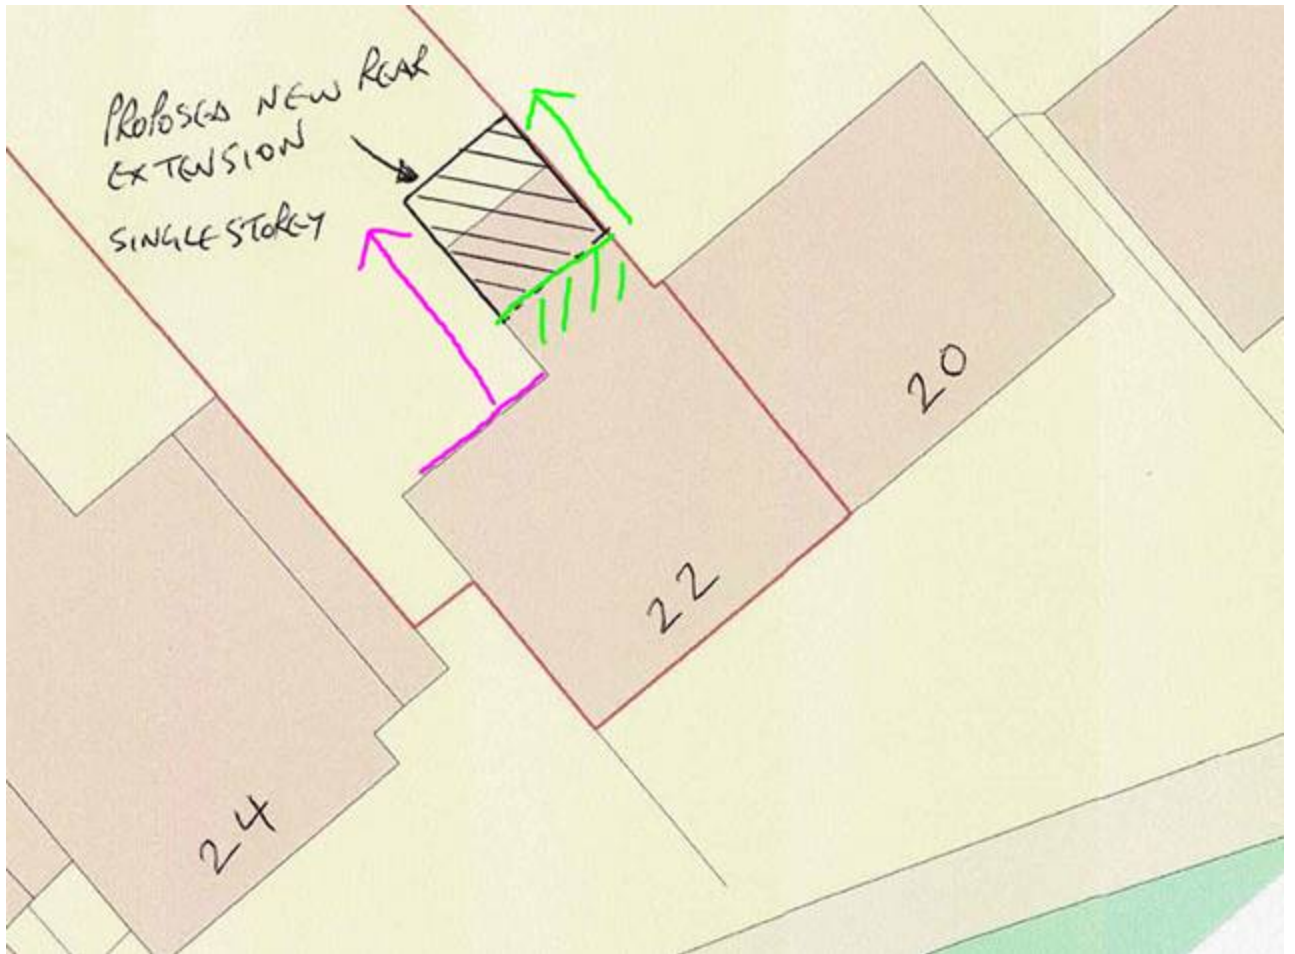 PROPOSED NEW REAR
EXTENSION
SINGLE STOREY
20
22
24